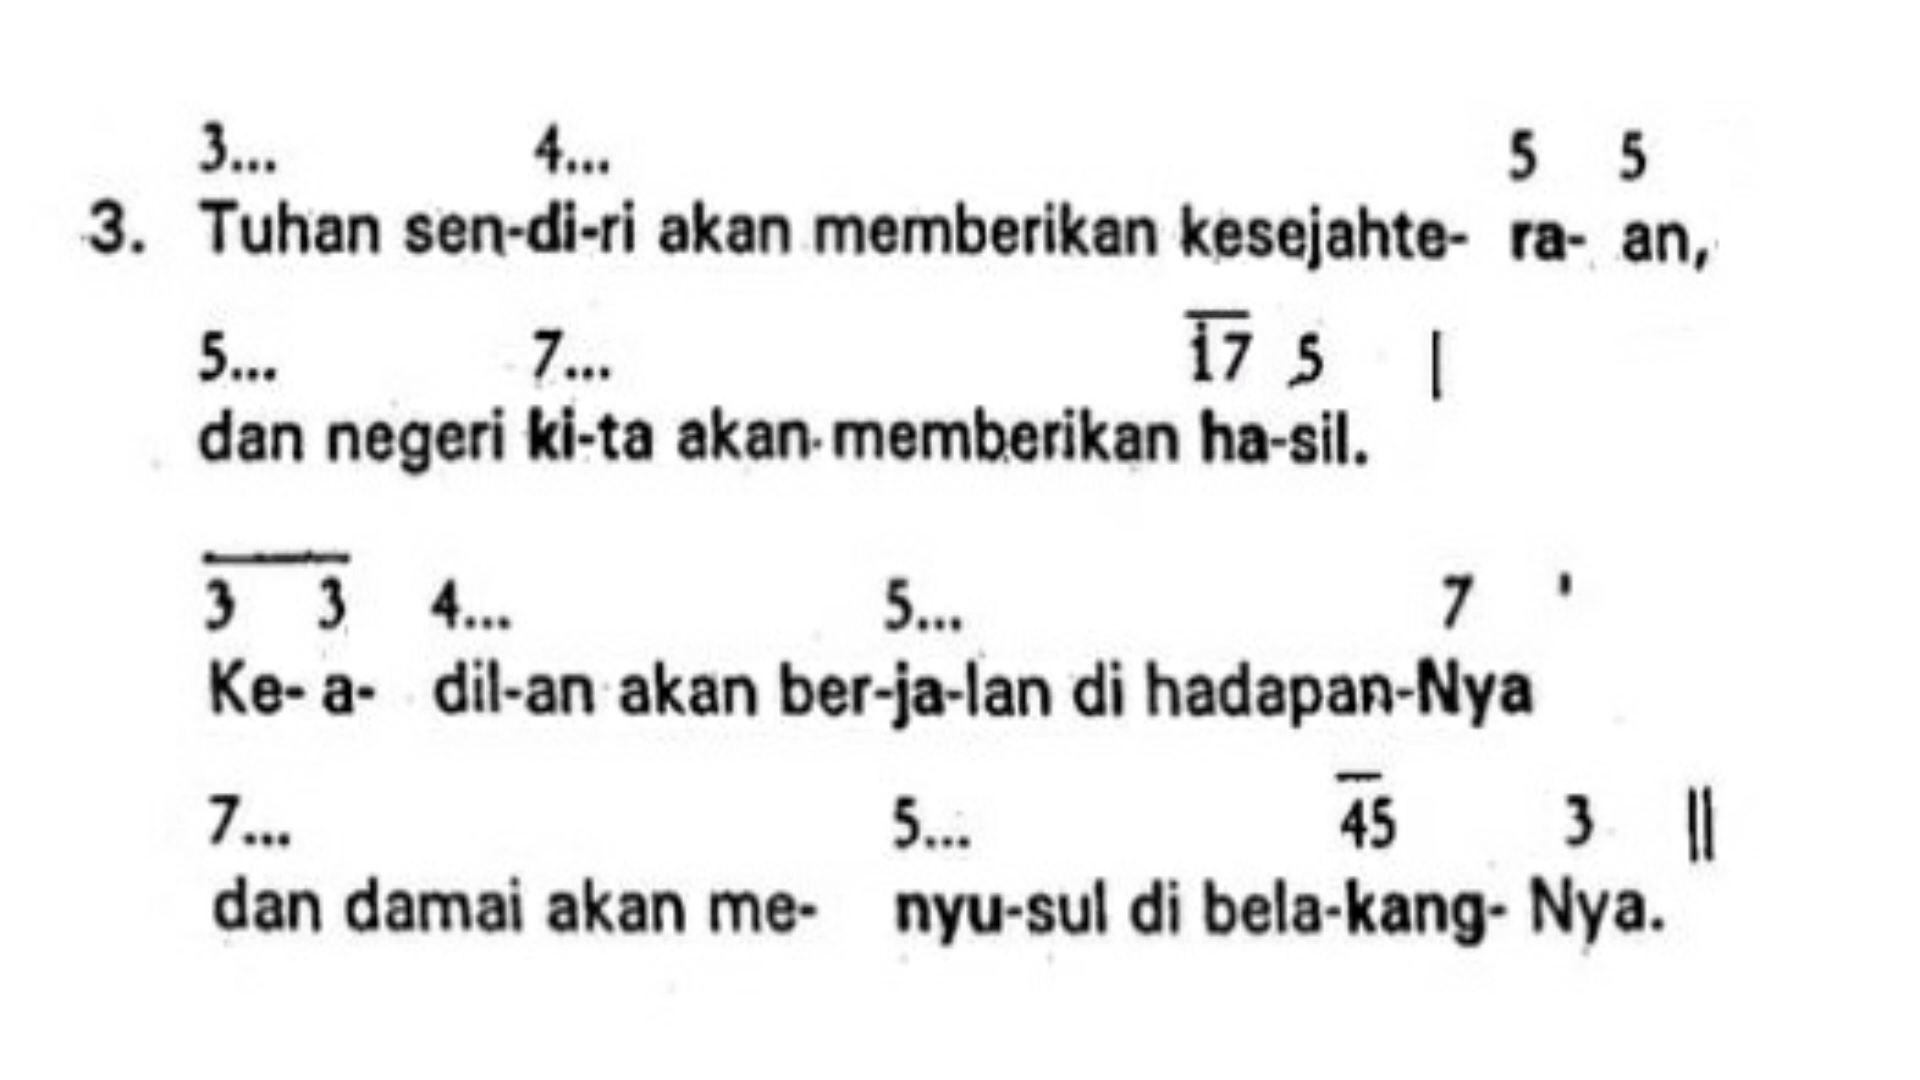 3... 4... 5 5
3. Tuhan sen-di-ri akan memberikan kesejahte- ra- an,
5... 7... i7 5 |
dan negeri ki-ta akan memberikan ha-sil.
3 3 4... 5... 7 '
Ke- a- dil-an akan ber-ja-lan di hadapan-Nya
7... 5... 45 3 ||
dan damai akan me- nyu-sul di bela-kang- Nya.